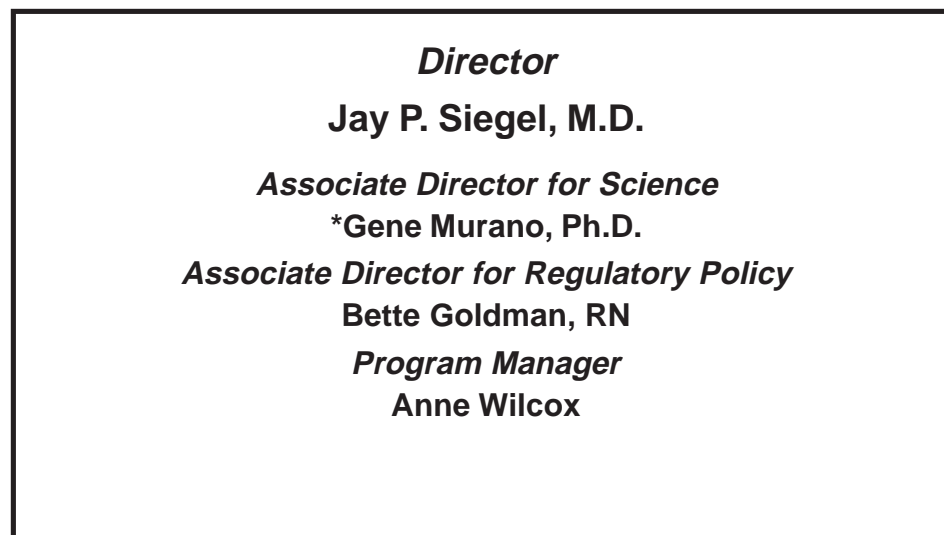 Director
Jay P. Siegel, M.D.
Associate Director for Science
*Gene Murano, Ph.D.
Associate Director for Regulatory Policy
Bette Goldman, RN
Program Manager
Anne Wilcox